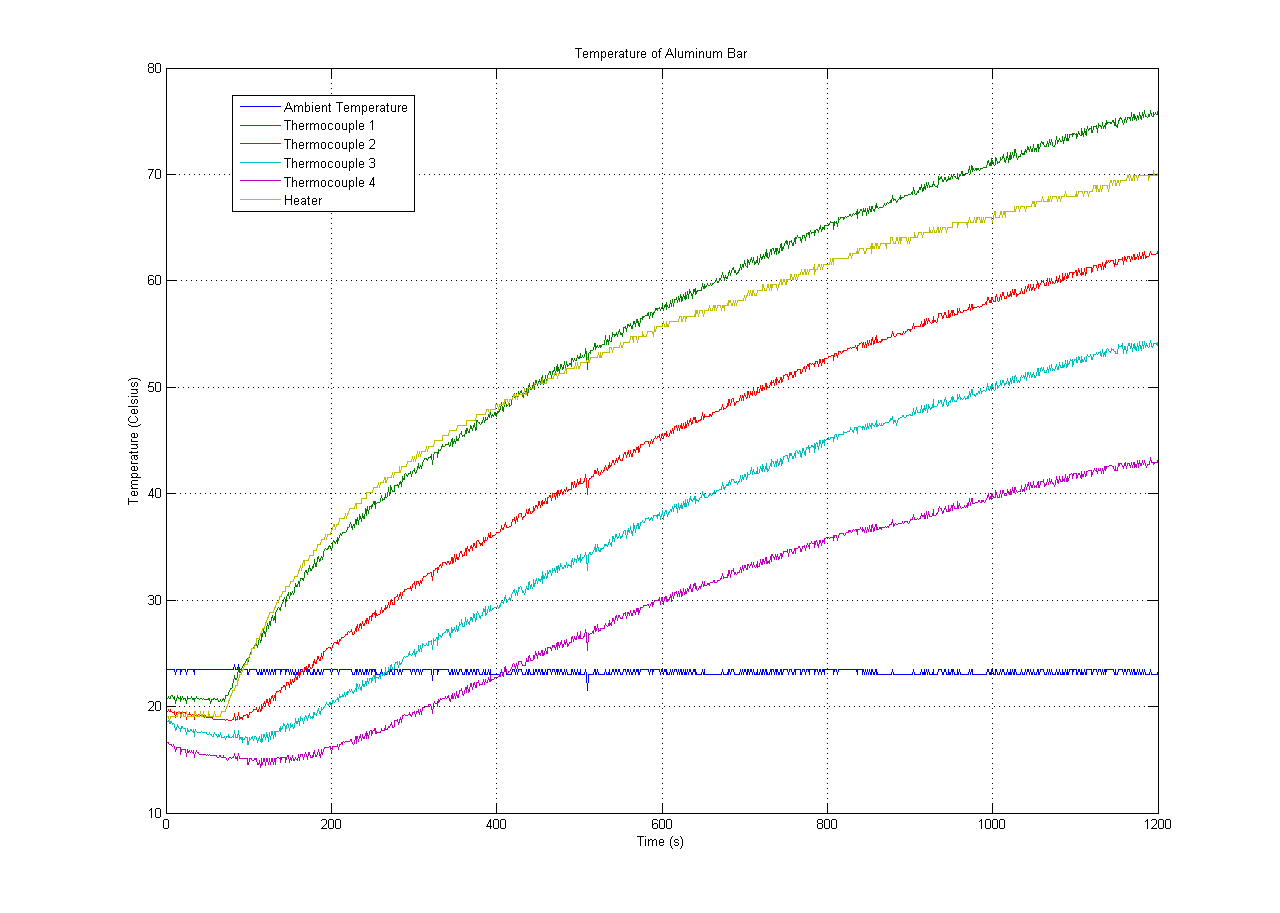 Temperature of Aluminum Bar
80
70
60
50
40
30
20
10
Temperature (Celsius)
Ambient Temperature
Thermocouple 1
Thermocouple 2
Thermocouple 3
Thermocouple 4
Heater
0
200
400
600
800
1000
1200
Time (s)